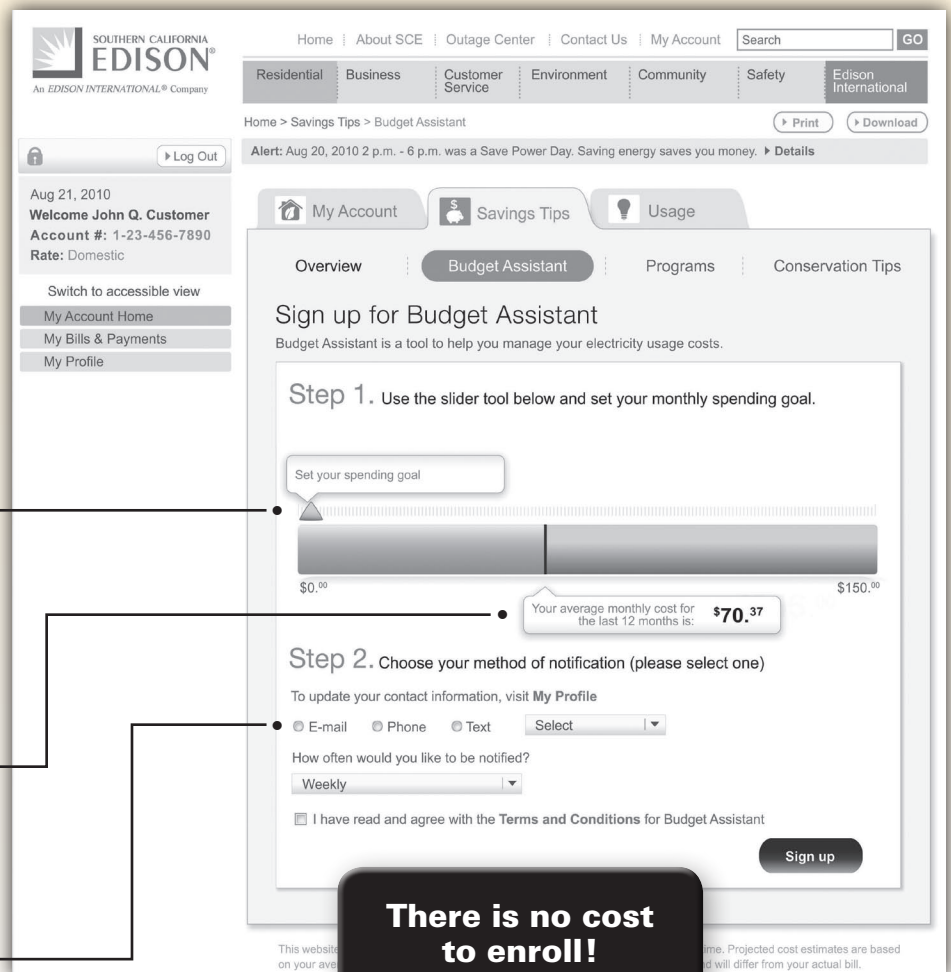 SOUTHERN CALIFORNIA
EDISON®
An EDISON INTERNATIONAL® Company
Home | About SCE | Outage Center | Contact Us | My Account Search GO
Residential Business Customer Service Environment Community Safety Edison International
Home > Savings Tips > Budget Assistant
Print Download
Log Out
Alert: Aug 20, 2010 2 p.m. - 6 p.m. was a Save Power Day. Saving energy saves you money. Details
Aug 21, 2010
Welcome John Q. Customer
Account #: 1-23-456-7890
Rate: Domestic
Switch to accessible view
My Account Home
My Bills & Payments
My Profile
My Account Savings Tips Usage
Overview Budget Assistant Programs Conservation Tips
Sign up for Budget Assistant
Budget Assistant is a tool to help you manage your electricity usage costs.
Step 1. Use the slider tool below and set your monthly spending goal.
Set your spending goal
$0.00 $150.00
Your average monthly cost for
the last 12 months is: $70.37
Step 2. Choose your method of notification (please select one)
To update your contact information, visit My Profile
E-mail Phone Text Select
How often would you like to be notified?
Weekly
I have read and agree with the Terms and Conditions for Budget Assistant
Sign up
There is no cost
to enroll!
This website ime. Projected cost estimates are based
on your ave d will differ from your actual bill.